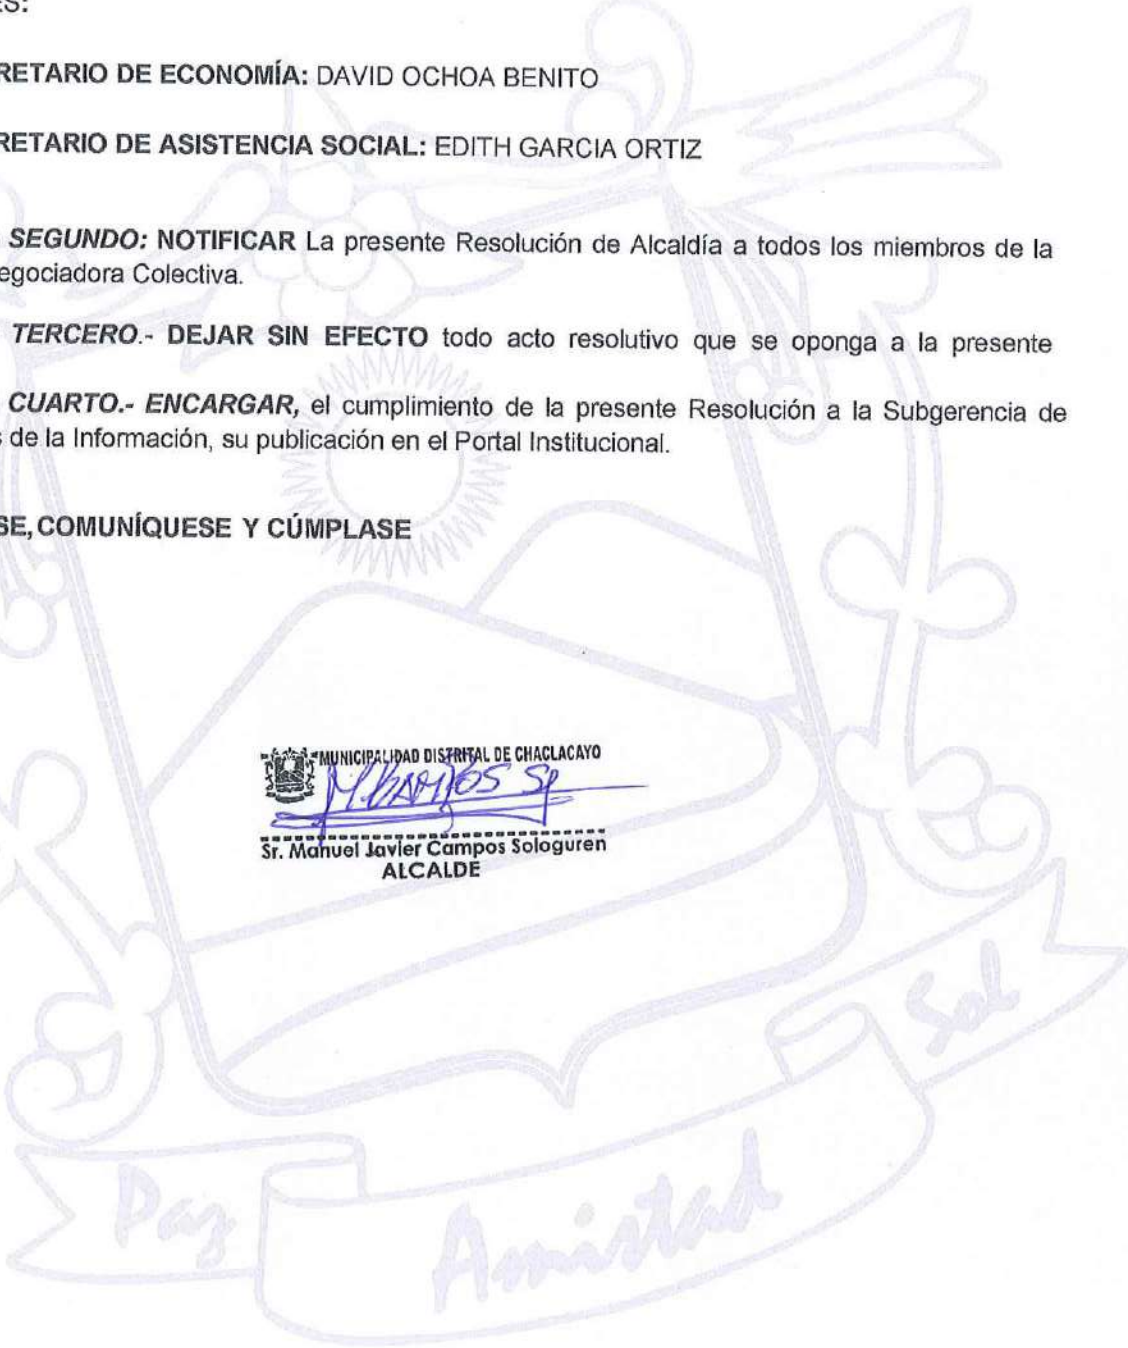 ES:
RETARIO DE ECONOMÍA: DAVID OCHOA BENITO
RETARIO DE ASISTENCIA SOCIAL: EDITH GARCIA ORTIZ
SEGUNDO: NOTIFICAR La presente Resolución de Alcaldía a todos los miembros de la
egociadora Colectiva.
TERCERO.- DEJAR SIN EFECTO todo acto resolutivo que se oponga a la presente
CUARTO.- ENCARGAR, el cumplimiento de la presente Resolución a la Subgerencia de
s de la Información, su publicación en el Portal Institucional.
SE, COMUNÍQUESE Y CÚMPLASE
MUNICIPALIDAD DISTRITAL DE CHACLACAYO
Sr. Manuel Javier Campos Sologuren
ALCALDE
Sol
Paz
Amistad